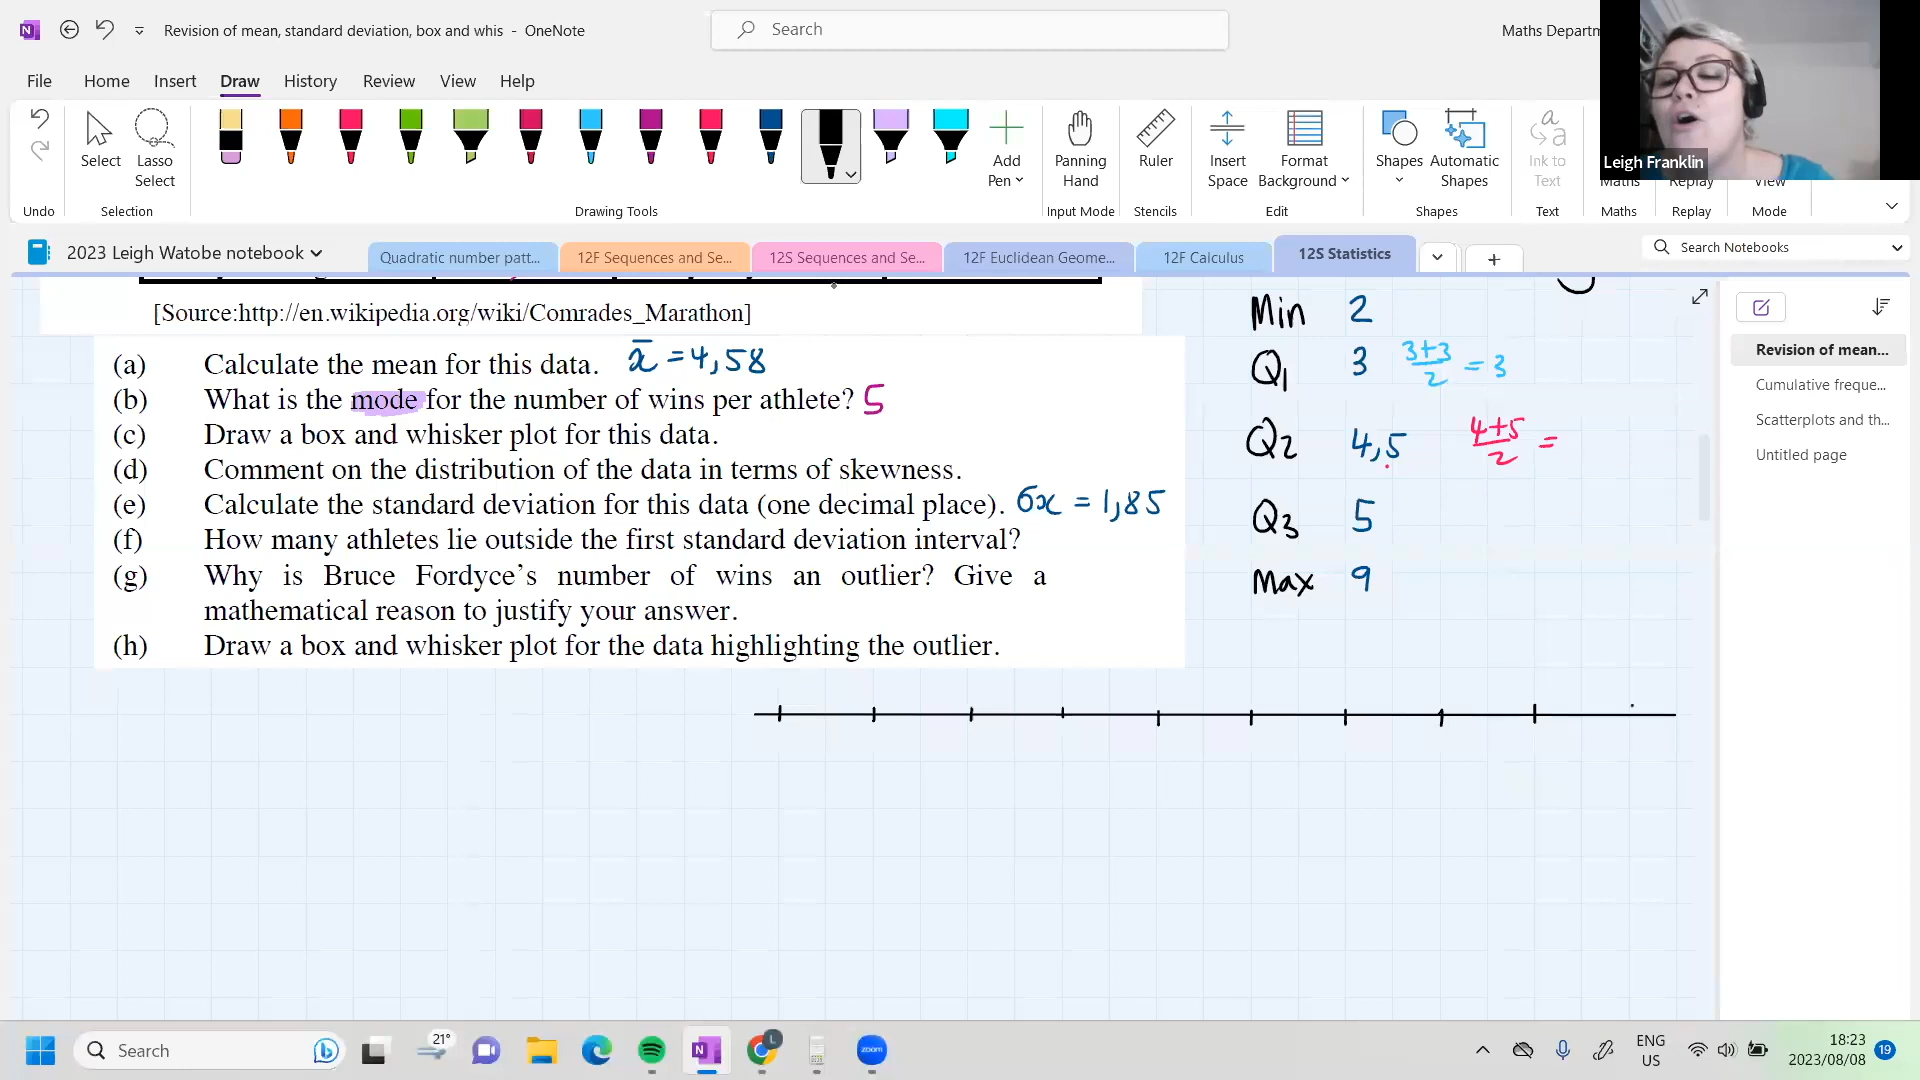 Revision of mean, standard deviation, box and whis - OneNote
Search
Maths Departm
Leigh Franklin
File Home Insert Draw History Review View Help
Select
Lasso Select
Add Pen
Panning Hand
Ruler
Insert Space
Format Background
Shapes
Automatic Shapes
Ink to Text
Maths
Replay
View
Undo
Selection
Drawing Tools
Input Mode
Stencils
Edit
Shapes
Text
Maths
Replay
Mode
2023 Leigh Watobe notebook
Quadratic number patt...
12F Sequences and Se...
12S Sequences and Se...
12F Euclidean Geome...
12F Calculus
12S Statistics
Search Notebooks
[Source:http://en.wikipedia.org/wiki/Comrades_Marathon]
(a) Calculate the mean for this data. x̄ = 4,58
(b) What is the mode for the number of wins per athlete? 5
(c) Draw a box and whisker plot for this data.
(d) Comment on the distribution of the data in terms of skewness.
(e) Calculate the standard deviation for this data (one decimal place). σx = 1,85
(f) How many athletes lie outside the first standard deviation interval?
(g) Why is Bruce Fordyce's number of wins an outlier? Give a
mathematical reason to justify your answer.
(h) Draw a box and whisker plot for the data highlighting the outlier.
Min 2
Q1 3 3+3/2 = 3
Q2 4,5 4+5/2 =
Q3 5
Max 9
Revision of mean...
Cumulative freque...
Scatterplots and th...
Untitled page
Search
21°
zoom
ENG
US
18:23
2023/08/08
19